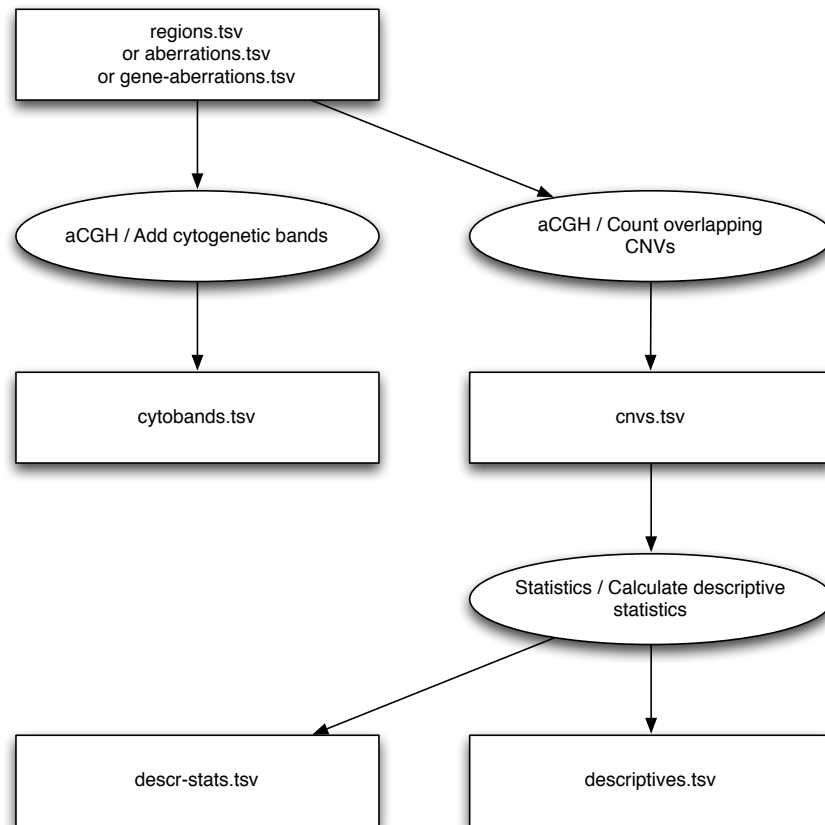 regions.tsv
or aberrations.tsv
or gene-aberrations.tsv
aCGH / Add cytogenetic bands
aCGH / Count overlapping
CNVs
cytobands.tsv
cnvs.tsv
Statistics / Calculate descriptive
statistics
descr-stats.tsv
descriptives.tsv